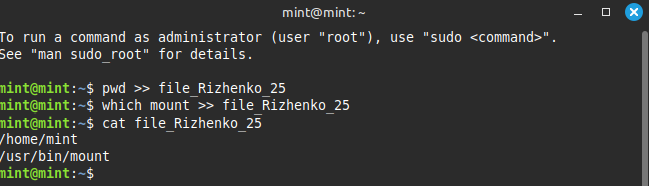 mint@mint: ~
To run a command as administrator (user "root"), use "sudo <command>".
See "man sudo_root" for details.
mint@mint:~$ pwd >> file_Rizhenko_25
mint@mint:~$ which mount >> file_Rizhenko_25
mint@mint:~$ cat file_Rizhenko_25
/home/mint
/usr/bin/mount
mint@mint:~$